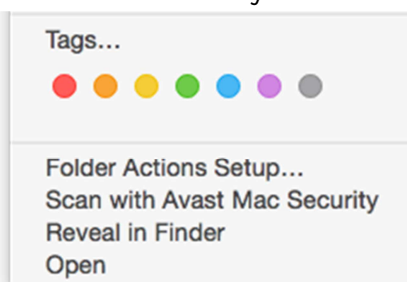 Tags...
Folder Actions Setup...
Scan with Avast Mac Security
Reveal in Finder
Open